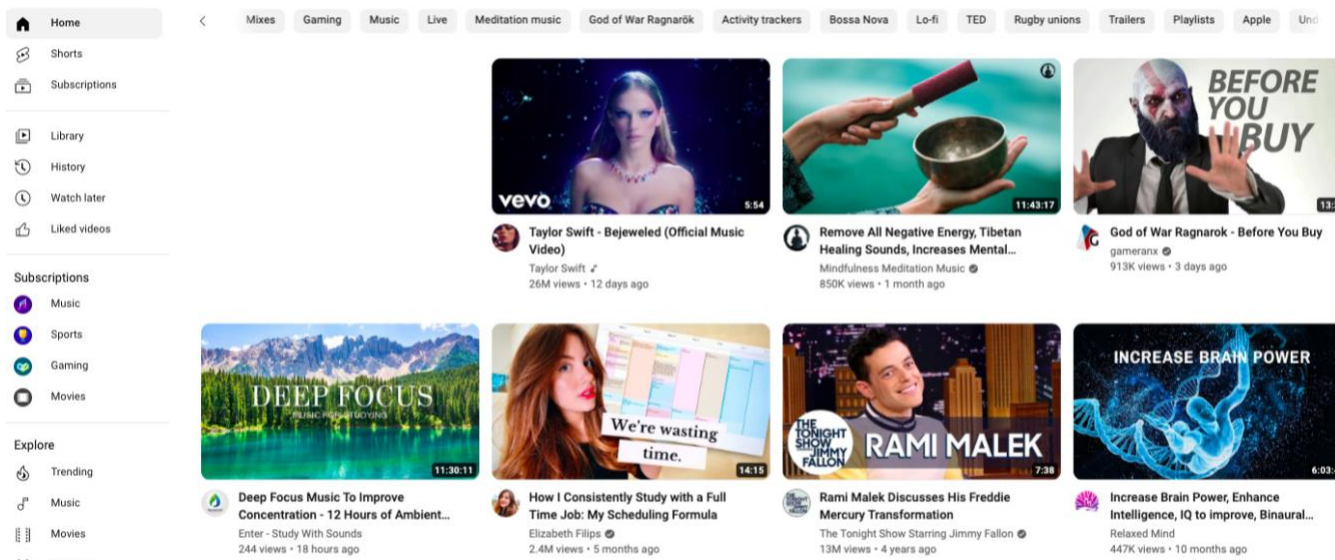 Home
Shorts
Subscriptions
Library
History
Watch later
Liked videos
Subscriptions
Music
Sports
Gaming
Movies
Explore
Trending
Music
Movies
Mixes
Gaming
Music
Live
Meditation music
God of War Ragnarök
Activity trackers
Bossa Nova
Lo-fi
TED
Rugby unions
Trailers
Playlists
Apple
vevo
5:54
Taylor Swift - Bejeweled (Official Music
Video)
Taylor Swift
26M views • 12 days ago
11:43:17
Remove All Negative Energy, Tibetan
Healing Sounds, Increases Mental...
Mindfulness Meditation Music
850K views • 1 month ago
BEFORE
YOU
BUY
God of War Ragnarok - Before You Buy
gameranx
913K views • 3 days ago
DEEP FOCUS
MUSIC FOR STUDYING
11:30:11
Deep Focus Music To Improve
Concentration - 12 Hours of Ambient...
Enter - Study With Sounds
244 views • 18 hours ago
We're wasting
time.
14:15
How I Consistently Study with a Full
Time Job: My Scheduling Formula
Elizabeth Filips
2.4M views • 5 months ago
THE
TONIGHT
SHOW
JIMMY
FALLON
RAMI MALEK
7:38
Rami Malek Discusses His Freddie
Mercury Transformation
The Tonight Show Starring Jimmy Fallon
13M views • 4 years ago
INCREASE BRAIN POWER
Increase Brain Power, Enhance
Intelligence, IQ to improve, Binaural...
Relaxed Mind
447K views • 10 months ago